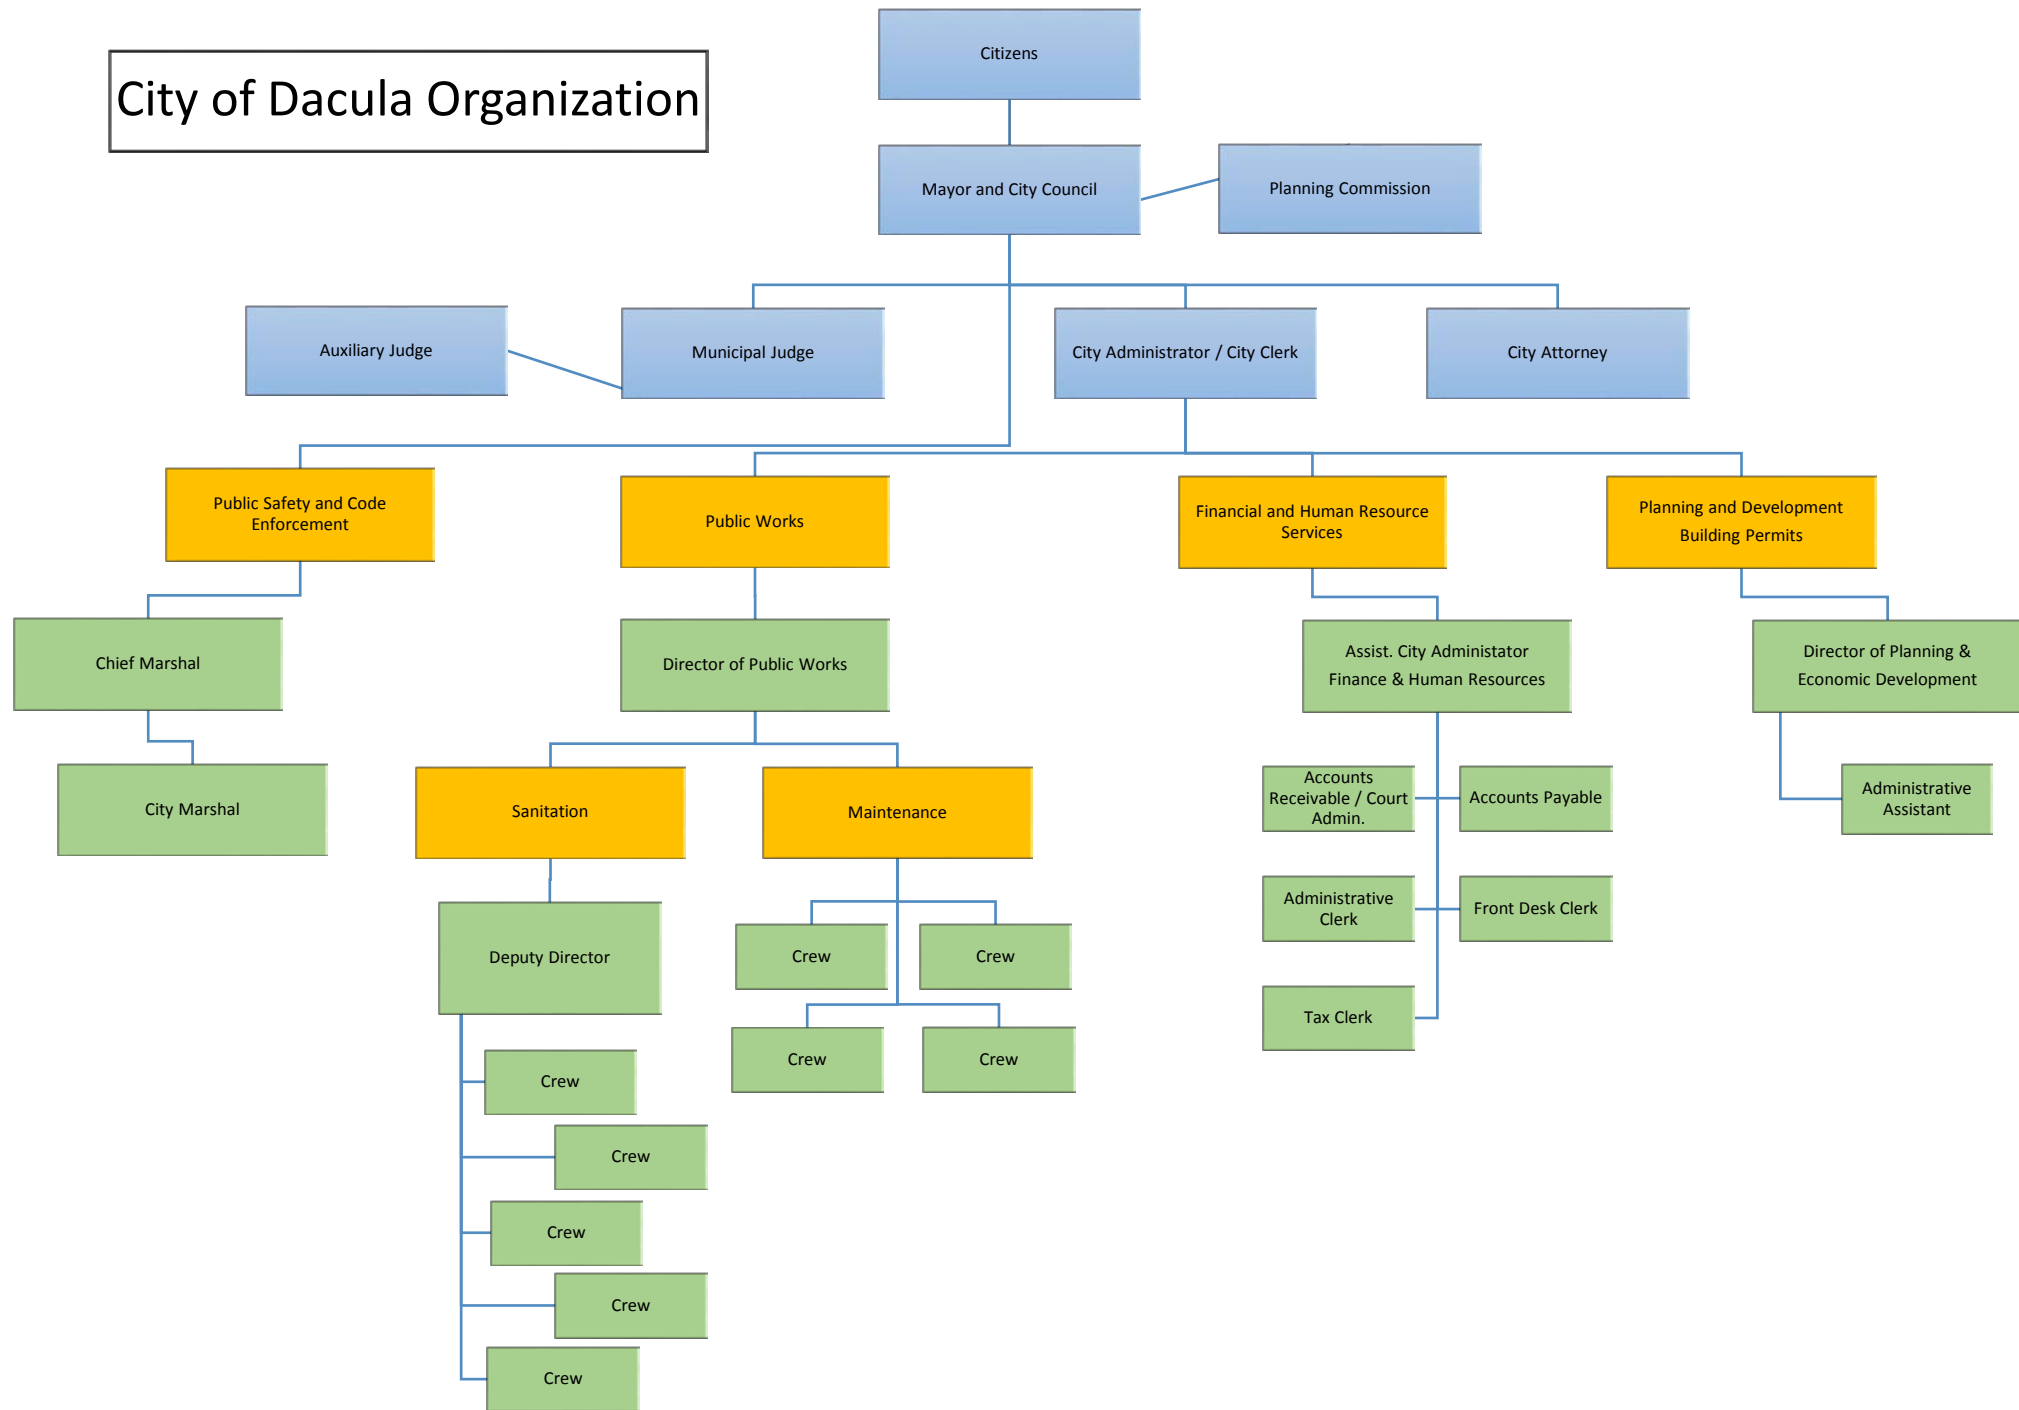 City of Dacula Organization
Citizens
Mayor and City Council
Planning Commission
Auxiliary Judge
Municipal Judge
City Administrator / City Clerk
City Attorney
Public Safety and Code
Enforcement
Public Works
Financial and Human Resource
Services
Planning and Development
Building Permits
Chief Marshal
Director of Public Works
Assist. City Administator
Finance & Human Resources
Director of Planning &
Economic Development
City Marshal
Sanitation
Maintenance
Accounts
Receivable / Court
Admin.
Accounts Payable
Administrative
Assistant
Deputy Director
Crew
Crew
Administrative
Clerk
Front Desk Clerk
Crew
Crew
Tax Clerk
Crew
Crew
Crew
Crew
Crew